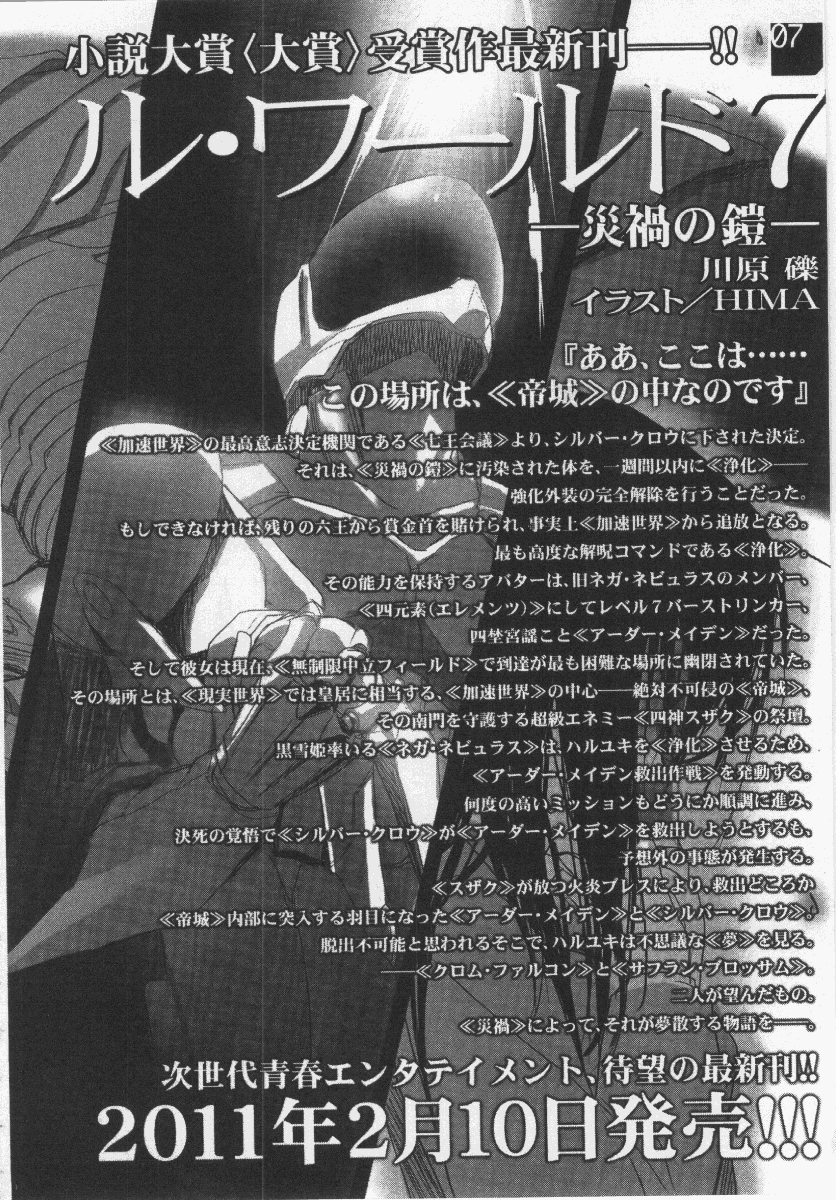 小説大賞〈大賞〉受賞作最新刊――!!
07
ル・ワールド7
―災禍の鎧―
川原 礫
イラスト／HIMA
『ああ、ここは……
この場所は、≪帝城≫の中なのです』
≪加速世界≫の最高意志決定機関である≪七王会議≫より、シルバー・クロウに下された決定。
それは、≪災禍の鎧≫に汚染された体を、一週間以内に≪浄化≫――
強化外装の完全解除を行うことだった。
もしできなければ、残りの六王から賞金首を賭けられ、事実上≪加速世界≫から追放となる。
最も高度な解呪コマンドである≪浄化≫。
その能力を保持するアバターは、旧ネガ・ネビュラスのメンバー、
≪四元素（エレメンツ）≫にしてレベル7バーストリンカー、
四埜宮謡こと≪アーダー・メイデン≫だった。
そして彼女は現在、≪無制限中立フィールド≫で到達が最も困難な場所に幽閉されていた。
その場所とは、≪現実世界≫では皇居に相当する、≪加速世界≫の中心――絶対不可侵の≪帝城≫、
その南門を守護する超級エネミー≪四神スザク≫の祭壇。
黒雪姫率いる≪ネガ・ネビュラス≫は、ハルユキを≪浄化≫させるため、
≪アーダー・メイデン救出作戦≫を発動する。
何度の高いミッションもどうにか順調に進み、
決死の覚悟で≪シルバー・クロウ≫が≪アーダー・メイデン≫を救出しようとするも、
予想外の事態が発生する。
≪スザク≫が放つ火炎ブレスにより、救出どころか
≪帝城≫内部に突入する羽目になった≪アーダー・メイデン≫と≪シルバー・クロウ≫。
脱出不可能と思われるそこで、ハルユキは不思議な≪夢≫を見る。
――≪クロム・ファルコン≫と≪サフラン・ブロッサム≫。
二人が望んだもの。
≪災禍≫によって、それが夢散する物語を――。
次世代青春エンタテイメント、待望の最新刊!!
2011年2月10日発売!!!